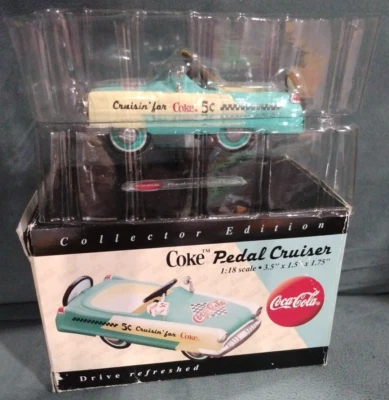 Cruisin' for Coke 5¢
Collector Edition
Coke™ Pedal Cruiser
1:18 scale • 3.5" x 1.5" x 1.75"
Coca-Cola
5¢ Cruisin' for Coke
Drive refreshed